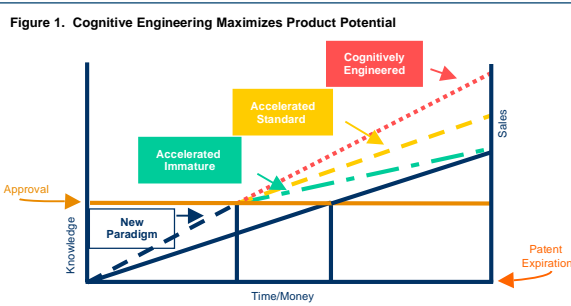 Figure 1.  Cognitive Engineering Maximizes Product Potential
Cognitively
Engineered
Accelerated
Standard
Accelerated
Immature
Sales
Approval
New
Paradigm
Knowledge
Patent
Expiration
Time/Money